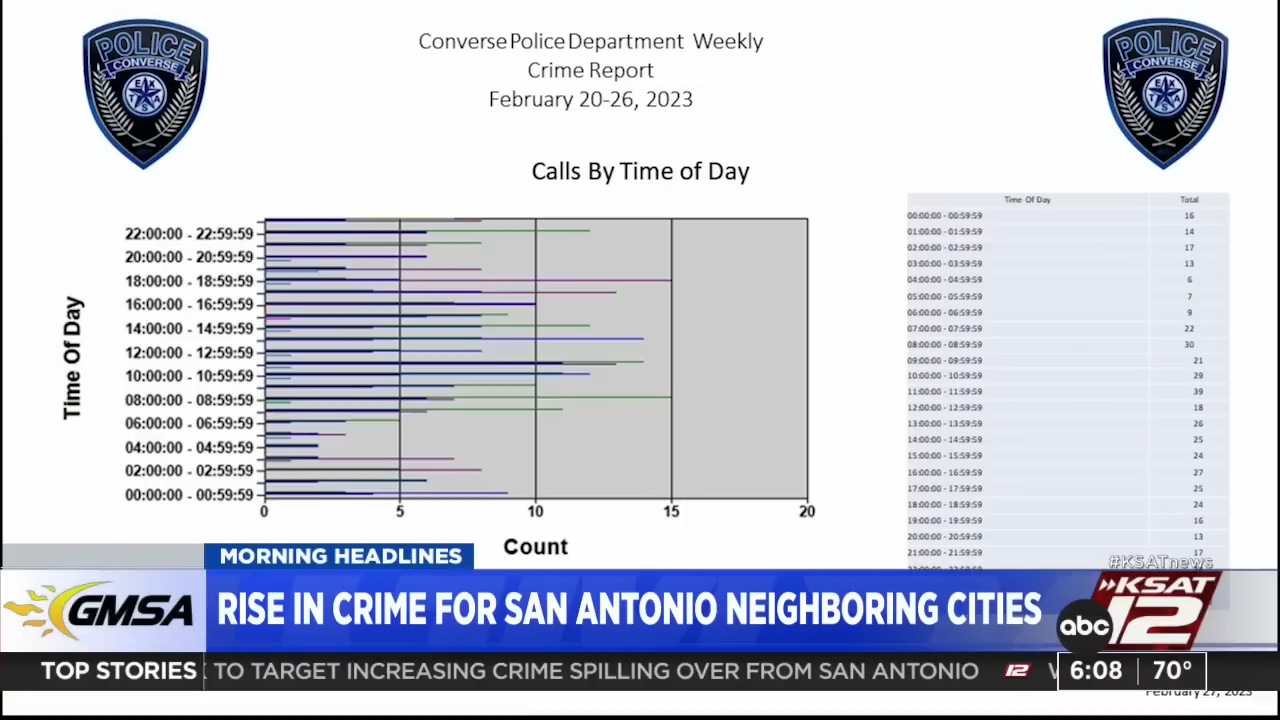 POLICE
CONVERSE
Converse Police Department Weekly
Crime Report
February 20-26, 2023
POLICE
CONVERSE
Calls By Time of Day
Time Of Day
22:00:00 - 22:59:59
20:00:00 - 20:59:59
18:00:00 - 18:59:59
16:00:00 - 16:59:59
14:00:00 - 14:59:59
12:00:00 - 12:59:59
10:00:00 - 10:59:59
08:00:00 - 08:59:59
06:00:00 - 06:59:59
04:00:00 - 04:59:59
02:00:00 - 02:59:59
00:00:00 - 00:59:59
0 5 10 15 20
Count
Time Of Day Total
00:00:00 - 00:59:59 16
01:00:00 - 01:59:59 14
02:00:00 - 02:59:59 17
03:00:00 - 03:59:59 13
04:00:00 - 04:59:59 6
05:00:00 - 05:59:59 7
06:00:00 - 06:59:59 9
07:00:00 - 07:59:59 22
08:00:00 - 08:59:59 30
09:00:00 - 09:59:59 21
10:00:00 - 10:59:59 29
11:00:00 - 11:59:59 39
12:00:00 - 12:59:59 18
13:00:00 - 13:59:59 26
14:00:00 - 14:59:59 25
15:00:00 - 15:59:59 24
16:00:00 - 16:59:59 27
17:00:00 - 17:59:59 25
18:00:00 - 18:59:59 24
19:00:00 - 19:59:59 16
20:00:00 - 20:59:59 13
21:00:00 - 21:59:59 17
#KSATnews
MORNING HEADLINES
GMSA
RISE IN CRIME FOR SAN ANTONIO NEIGHBORING CITIES
KSAT
12
abc
TOP STORIES
TO TARGET INCREASING CRIME SPILLING OVER FROM SAN ANTONIO 12
6:08 70°
February 27, 2023